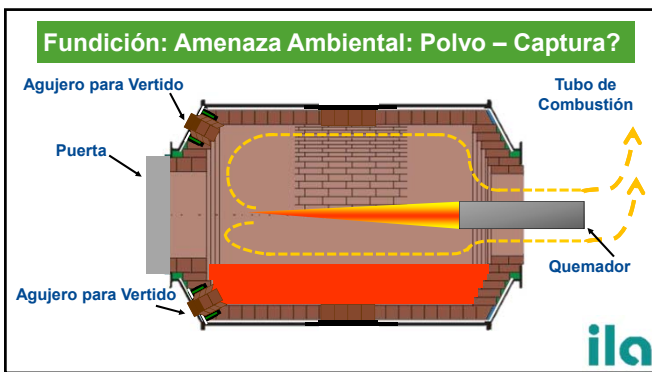 Fundición: Amenaza Ambiental: Polvo – Captura?
Agujero para Vertido
Tubo de
Combustión
Puerta
Quemador
Agujero para Vertido
ila